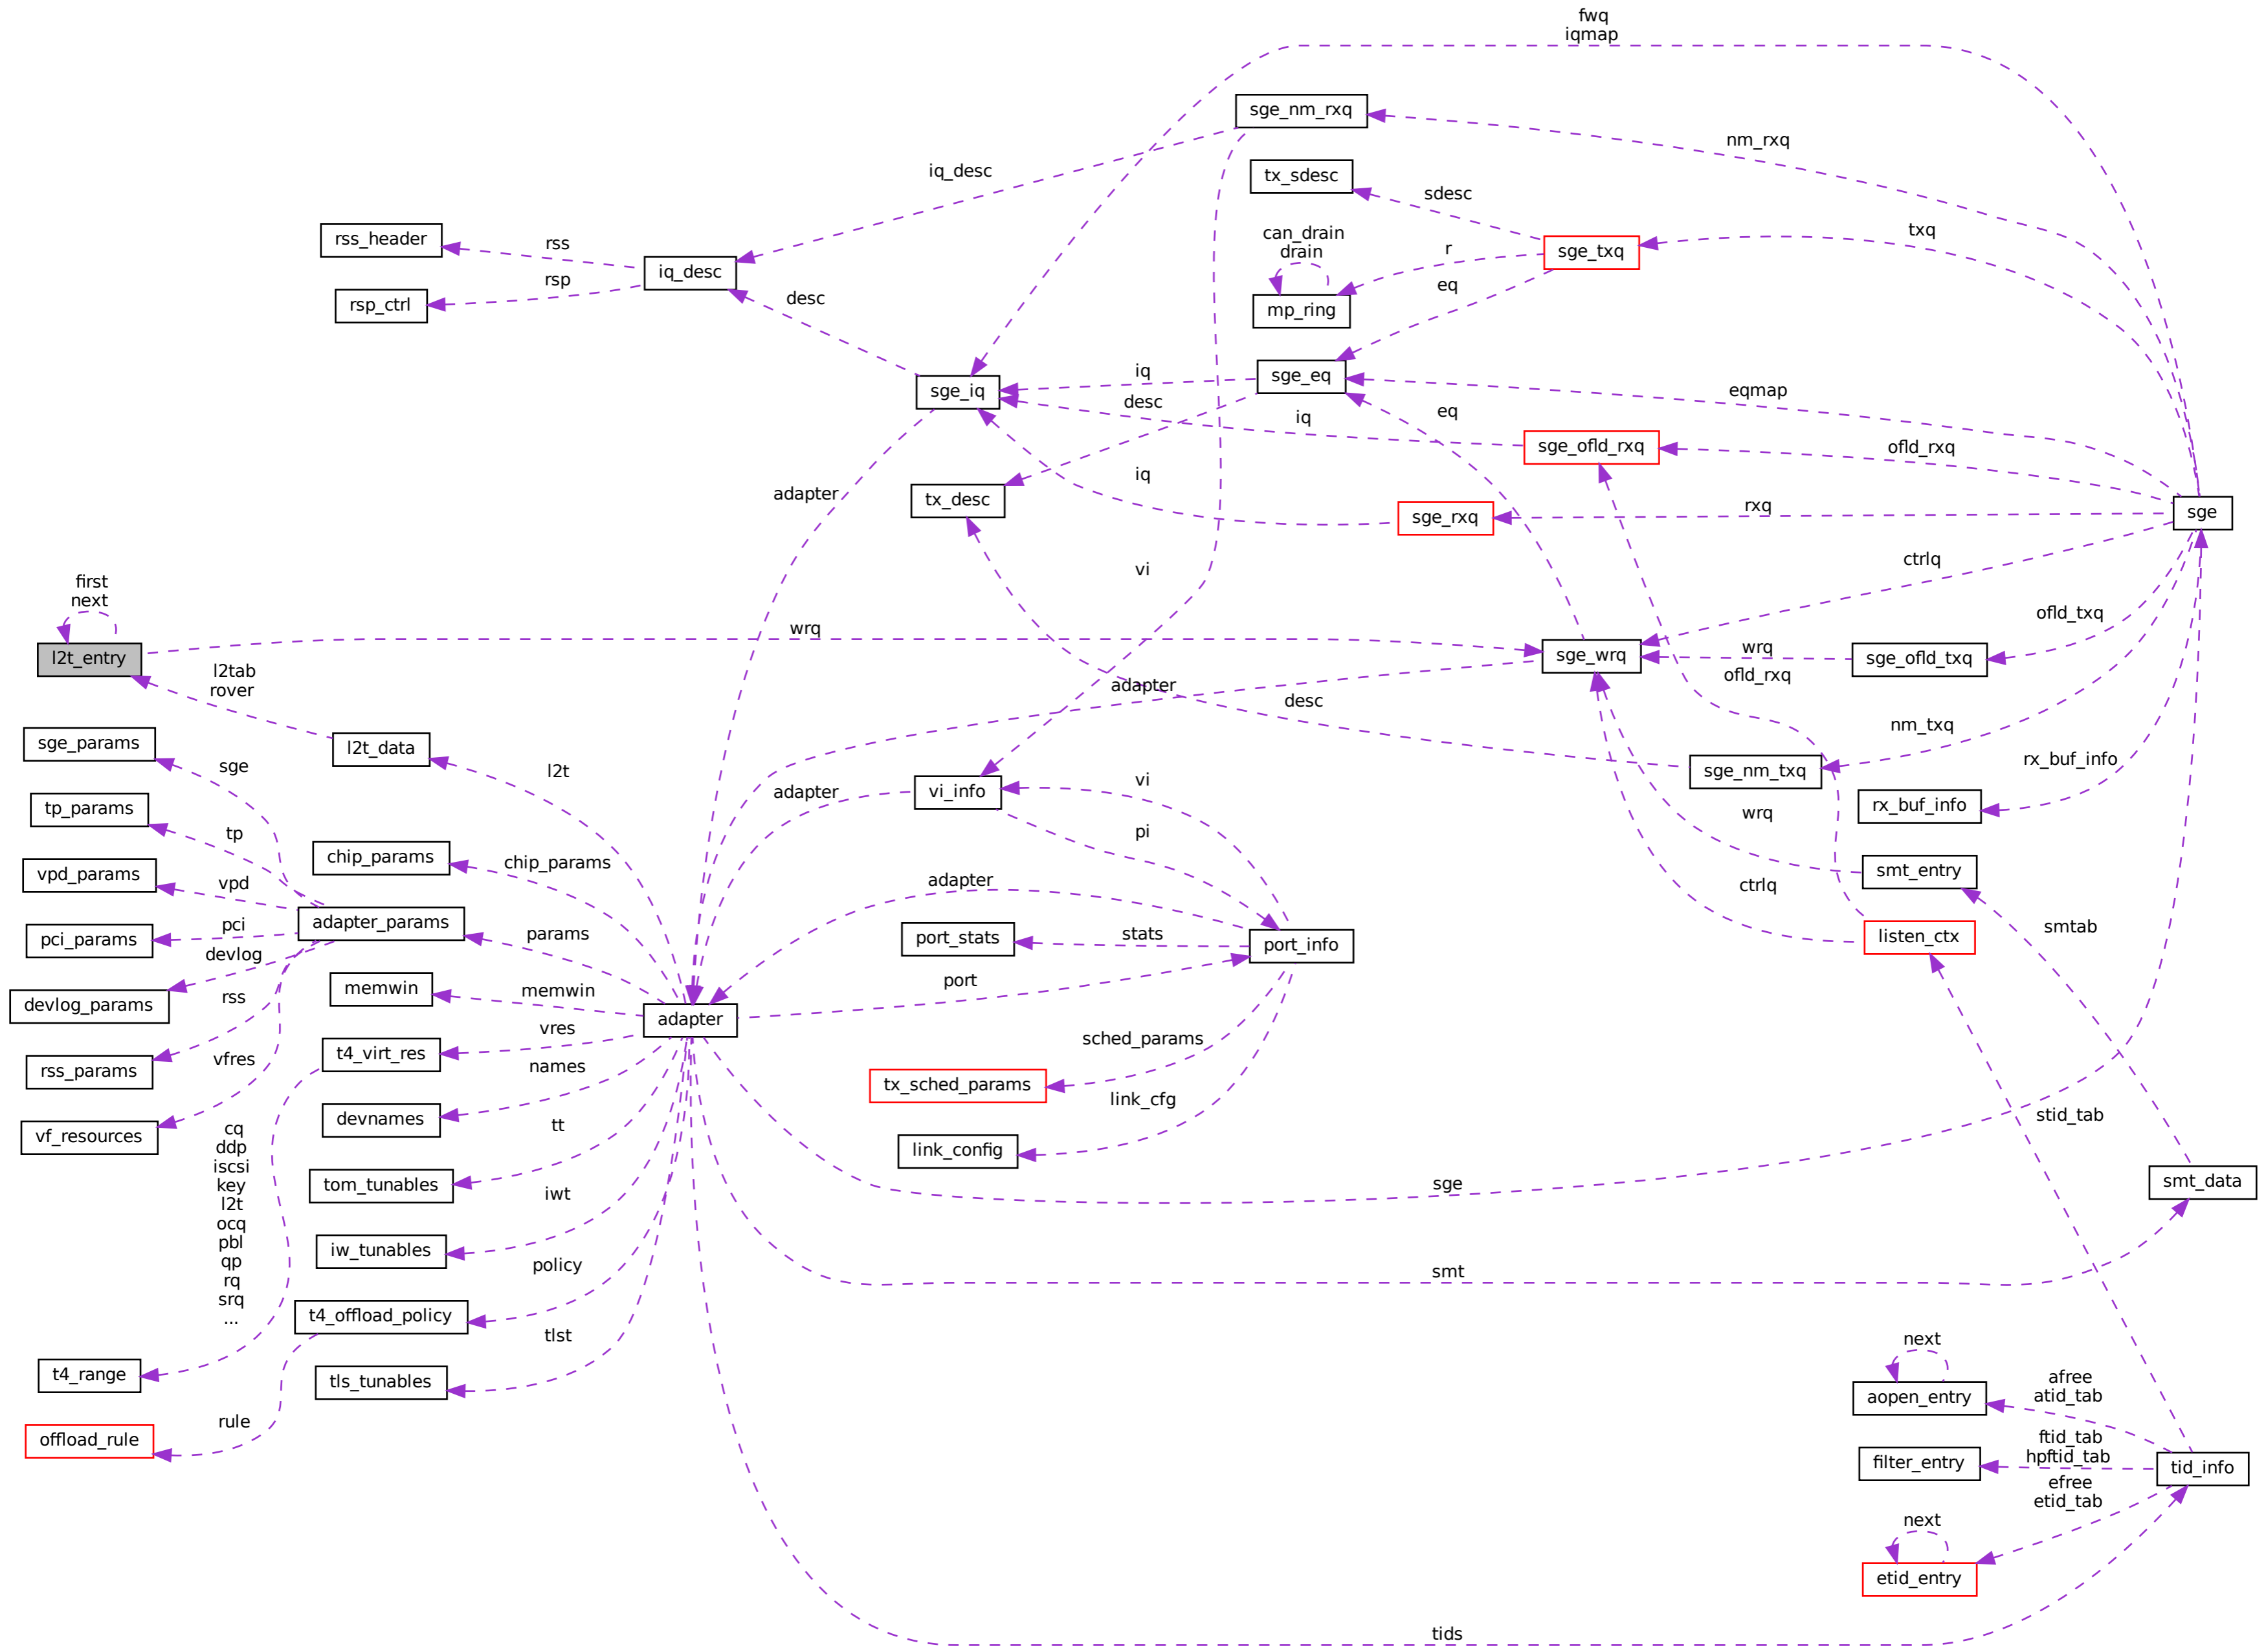 fwq
iqmap
sge_nm_rxq
nm_rxq
iq_desc
tx_sdesc
sdesc
txq
rss_header
rss
can_drain
drain
r
sge_txq
iq_desc
rsp
rsp_ctrl
desc
eq
mp_ring
sge_iq
iq
sge_eq
eqmap
desc
eq
iq
sge_ofld_rxq
ofld_rxq
adapter
tx_desc
iq
sge_rxq
rxq
sge
vi
ctrlq
first
next
l2t_entry
wrq
sge_wrq
wrq
sge_ofld_txq
ofld_txq
l2tab
rover
adapter
desc
ofld_rxq
nm_txq
sge_params
sge
l2t_data
l2t
vi_info
adapter
vi
sge_nm_txq
rx_buf_info
rx_buf_info
tp_params
tp
pi
wrq
chip_params
chip_params
vpd_params
vpd
adapter
ctrlq
smt_entry
adapter_params
params
pci_params
pci
port_stats
stats
port_info
listen_ctx
smtab
devlog
devlog_params
rss
memwin
memwin
adapter
port
t4_virt_res
vres
sched_params
rss_params
vfres
names
tx_sched_params
link_cfg
vf_resources
devnames
tt
link_config
stid_tab
cq
ddp
iscsi
key
l2t
ocq
pbl
qp
rq
srq
...
tom_tunables
iwt
sge
smt_data
iw_tunables
policy
smt
t4_offload_policy
tlst
t4_range
tls_tunables
next
aopen_entry
afree
atid_tab
rule
offload_rule
ftid_tab
hpftid_tab
filter_entry
tid_info
efree
etid_tab
next
etid_entry
tids